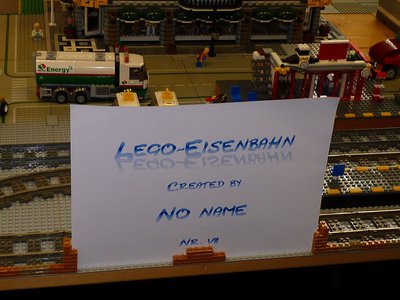 Energy
LEGO-EISENBAHN
CREATED BY
NO NAME
NR. VII